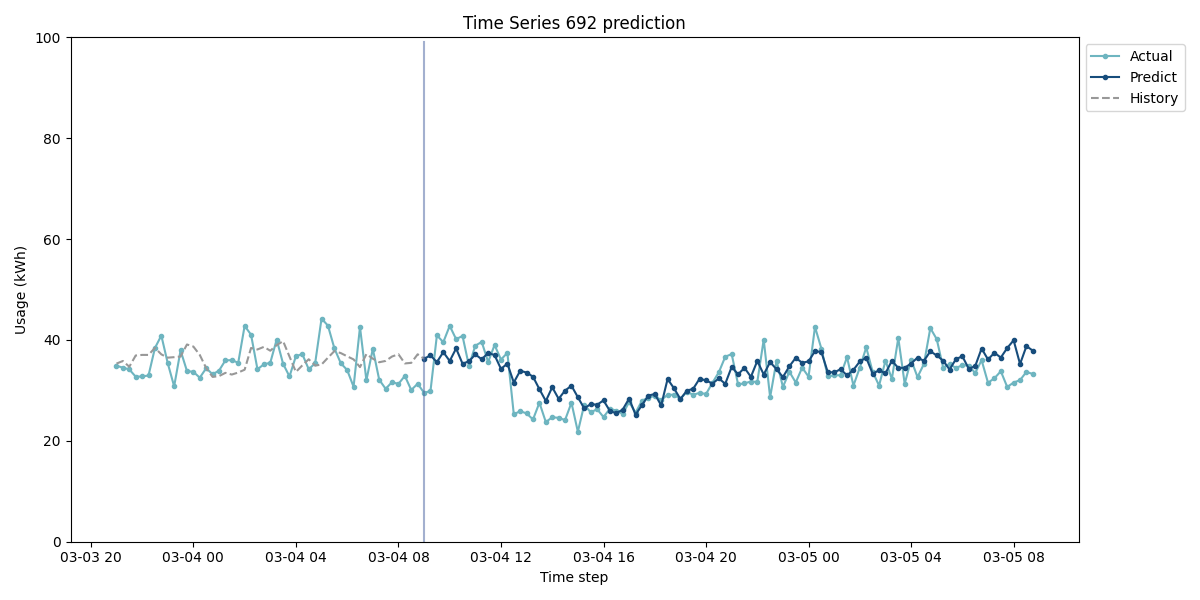 Time Series 692 prediction
100
80
60
40
20
0
Usage (kWh)
03-03 20 03-04 00 03-04 04 03-04 08 03-04 12 03-04 16 03-04 20 03-05 00 03-05 04 03-05 08
Time step
Actual
Predict
History